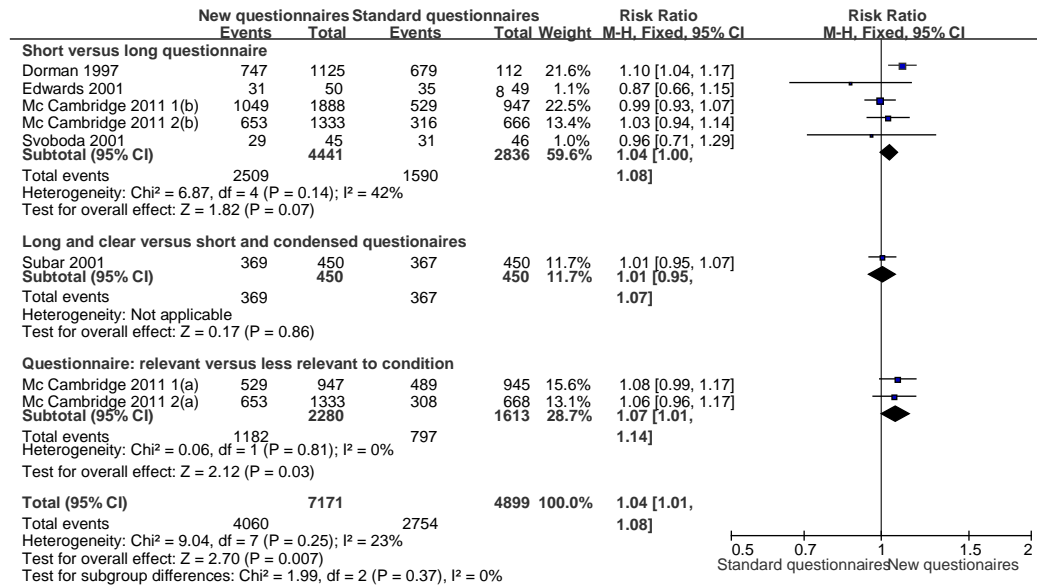 New questionnaires Standard questionnaires Risk Ratio Risk Ratio
Events Total Events Total Weight M-H, Fixed, 95% CI M-H, Fixed, 95% CI
Short versus long questionnaire
Dorman 1997 747 1125 679 112 21.6% 1.10 [1.04, 1.17]
Edwards 2001 31 50 35 8 49 1.1% 0.87 [0.66, 1.15]
Mc Cambridge 2011 1(b) 1049 1888 529 947 22.5% 0.99 [0.93, 1.07]
Mc Cambridge 2011 2(b) 653 1333 316 666 13.4% 1.03 [0.94, 1.14]
Svoboda 2001 29 45 31 46 1.0% 0.96 [0.71, 1.29]
Subtotal (95% CI) 4441 2836 59.6% 1.04 [1.00,
Total events 2509 1590 1.08]
Heterogeneity: Chi² = 6.87, df = 4 (P = 0.14); I² = 42%
Test for overall effect: Z = 1.82 (P = 0.07)
Long and clear versus short and condensed questionaires
Subar 2001 369 450 367 450 11.7% 1.01 [0.95, 1.07]
Subtotal (95% CI) 450 450 11.7% 1.01 [0.95,
Total events 369 367 1.07]
Heterogeneity: Not applicable
Test for overall effect: Z = 0.17 (P = 0.86)
Questionnaire: relevant versus less relevant to condition
Mc Cambridge 2011 1(a) 529 947 489 945 15.6% 1.08 [0.99, 1.17]
Mc Cambridge 2011 2(a) 653 1333 308 668 13.1% 1.06 [0.96, 1.17]
Subtotal (95% CI) 2280 1613 28.7% 1.07 [1.01,
Total events 1182 797 1.14]
Heterogeneity: Chi² = 0.06, df = 1 (P = 0.81); I² = 0%
Test for overall effect: Z = 2.12 (P = 0.03)
Total (95% CI) 7171 4899 100.0% 1.04 [1.01,
Total events 4060 2754 1.08]
Heterogeneity: Chi² = 9.04, df = 7 (P = 0.25); I² = 23%
Test for overall effect: Z = 2.70 (P = 0.007)
Test for subgroup differences: Chi² = 1.99, df = 2 (P = 0.37), I² = 0%
0.5 0.7 1 1.5 2
Standard questionnaires New questionnaires